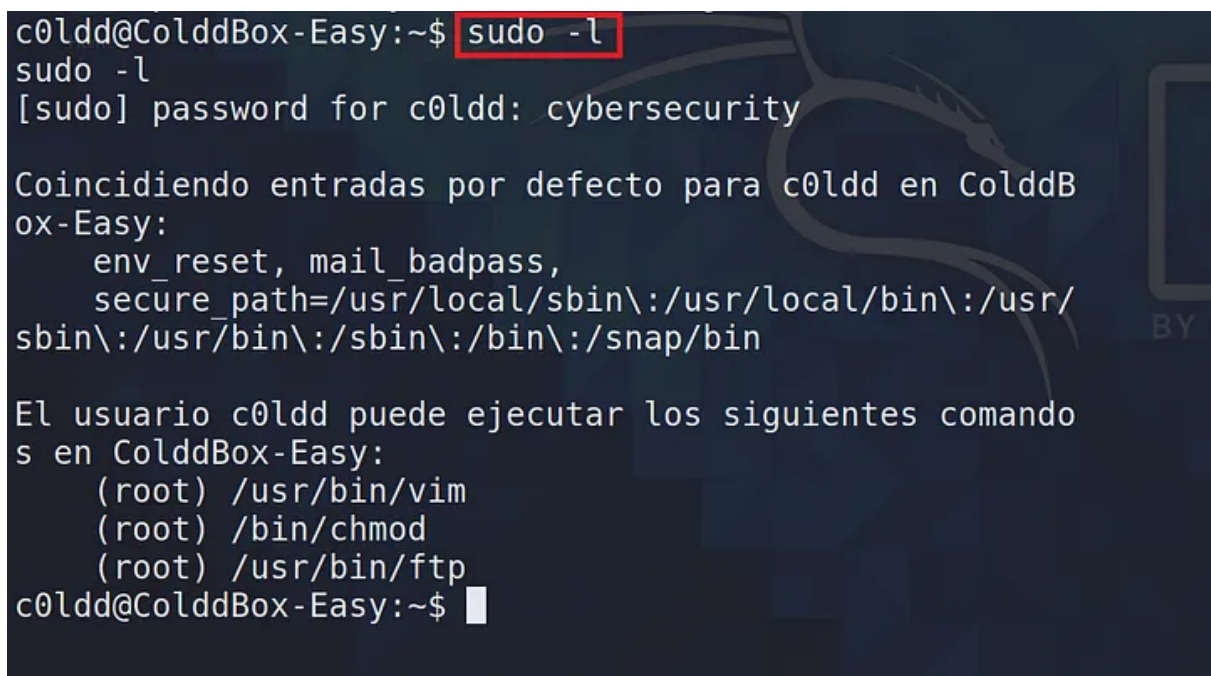 c0ldd@ColddBox-Easy:~$ sudo -l
sudo -l
[sudo] password for c0ldd: cybersecurity
Coincidiendo entradas por defecto para c0ldd en ColddB
ox-Easy:
    env_reset, mail_badpass,
    secure_path=/usr/local/sbin\:/usr/local/bin\:/usr/
sbin\:/usr/bin\:/sbin\:/bin\:/snap/bin
El usuario c0ldd puede ejecutar los siguientes comando
s en ColddBox-Easy:
    (root) /usr/bin/vim
    (root) /bin/chmod
    (root) /usr/bin/ftp
c0ldd@ColddBox-Easy:~$
BY